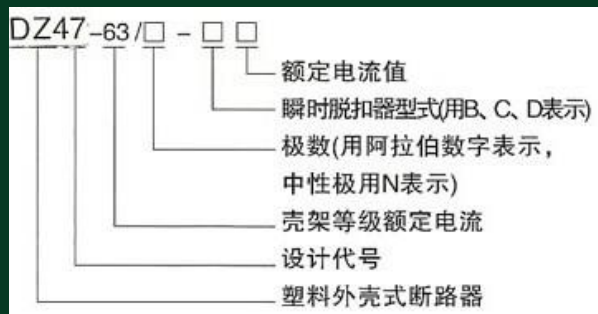 DZ47-63/□-□□
额定电流值
瞬时脱扣器型式(用B、C、D表示)
极数(用阿拉伯数字表示，
中性极用N表示)
壳架等级额定电流
设计代号
塑料外壳式断路器